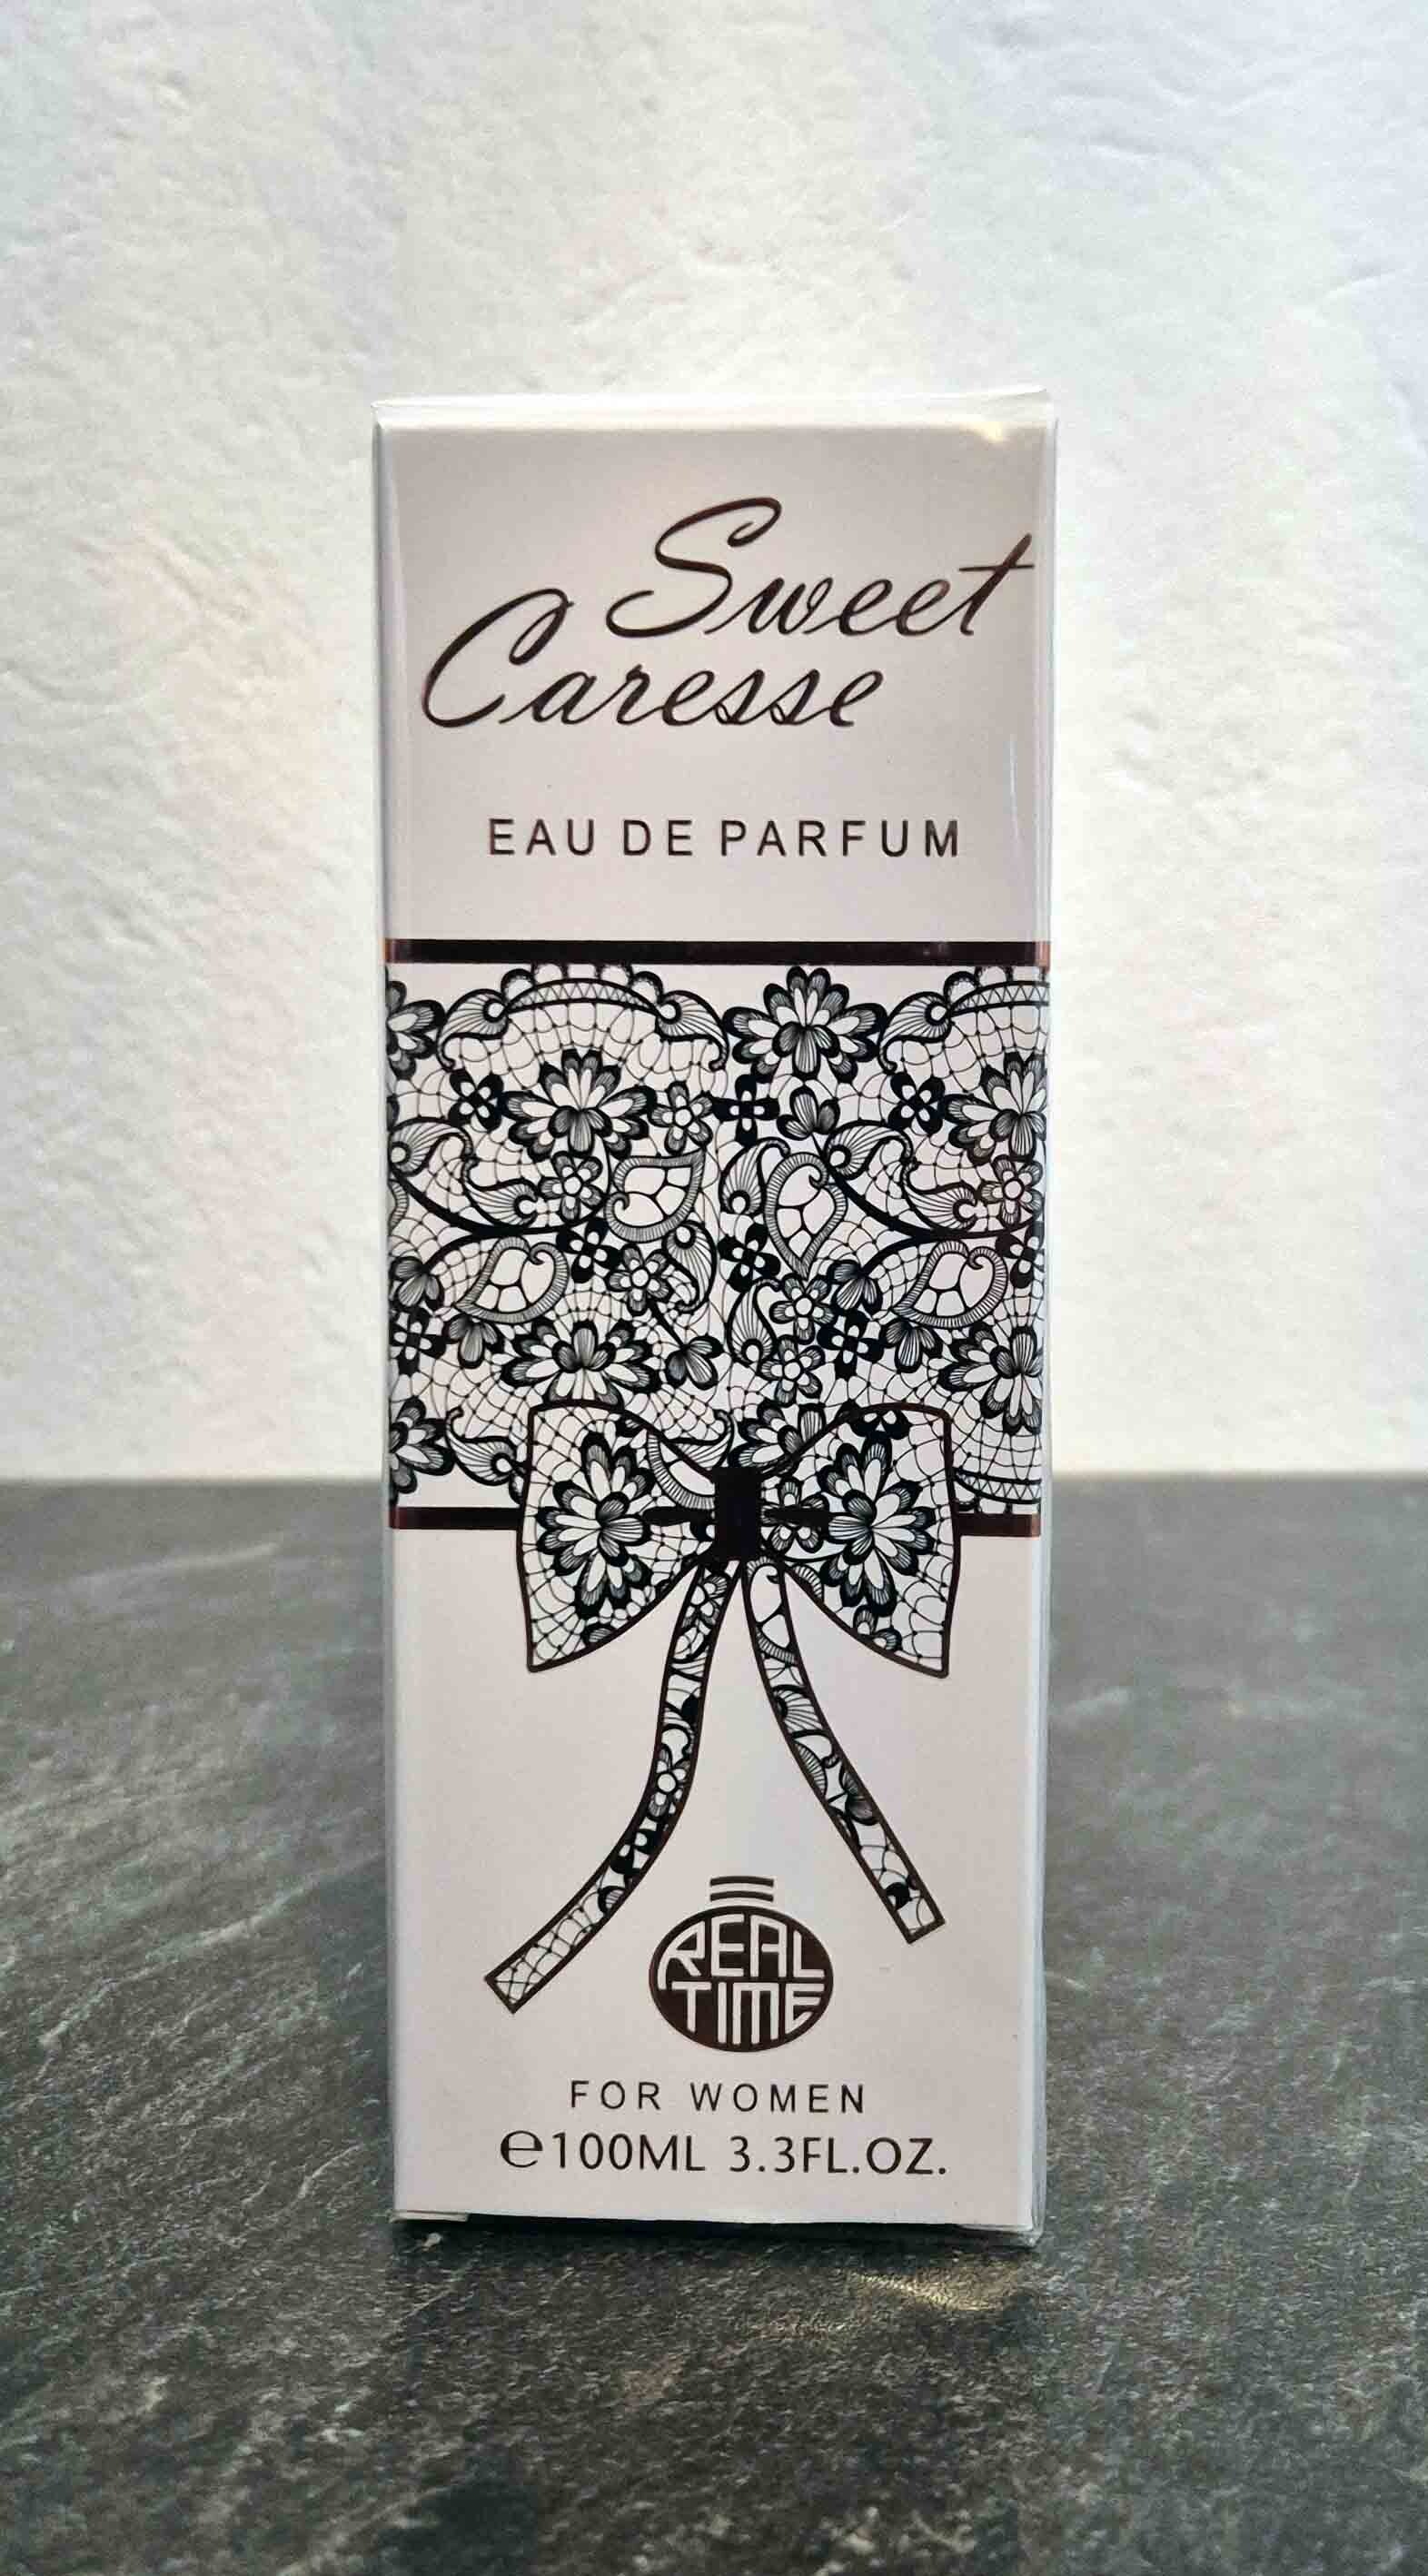 Sweet
Caresse
EAU DE PARFUM
REAL
TIME
FOR WOMEN
℮100ML 3.3FL.OZ.